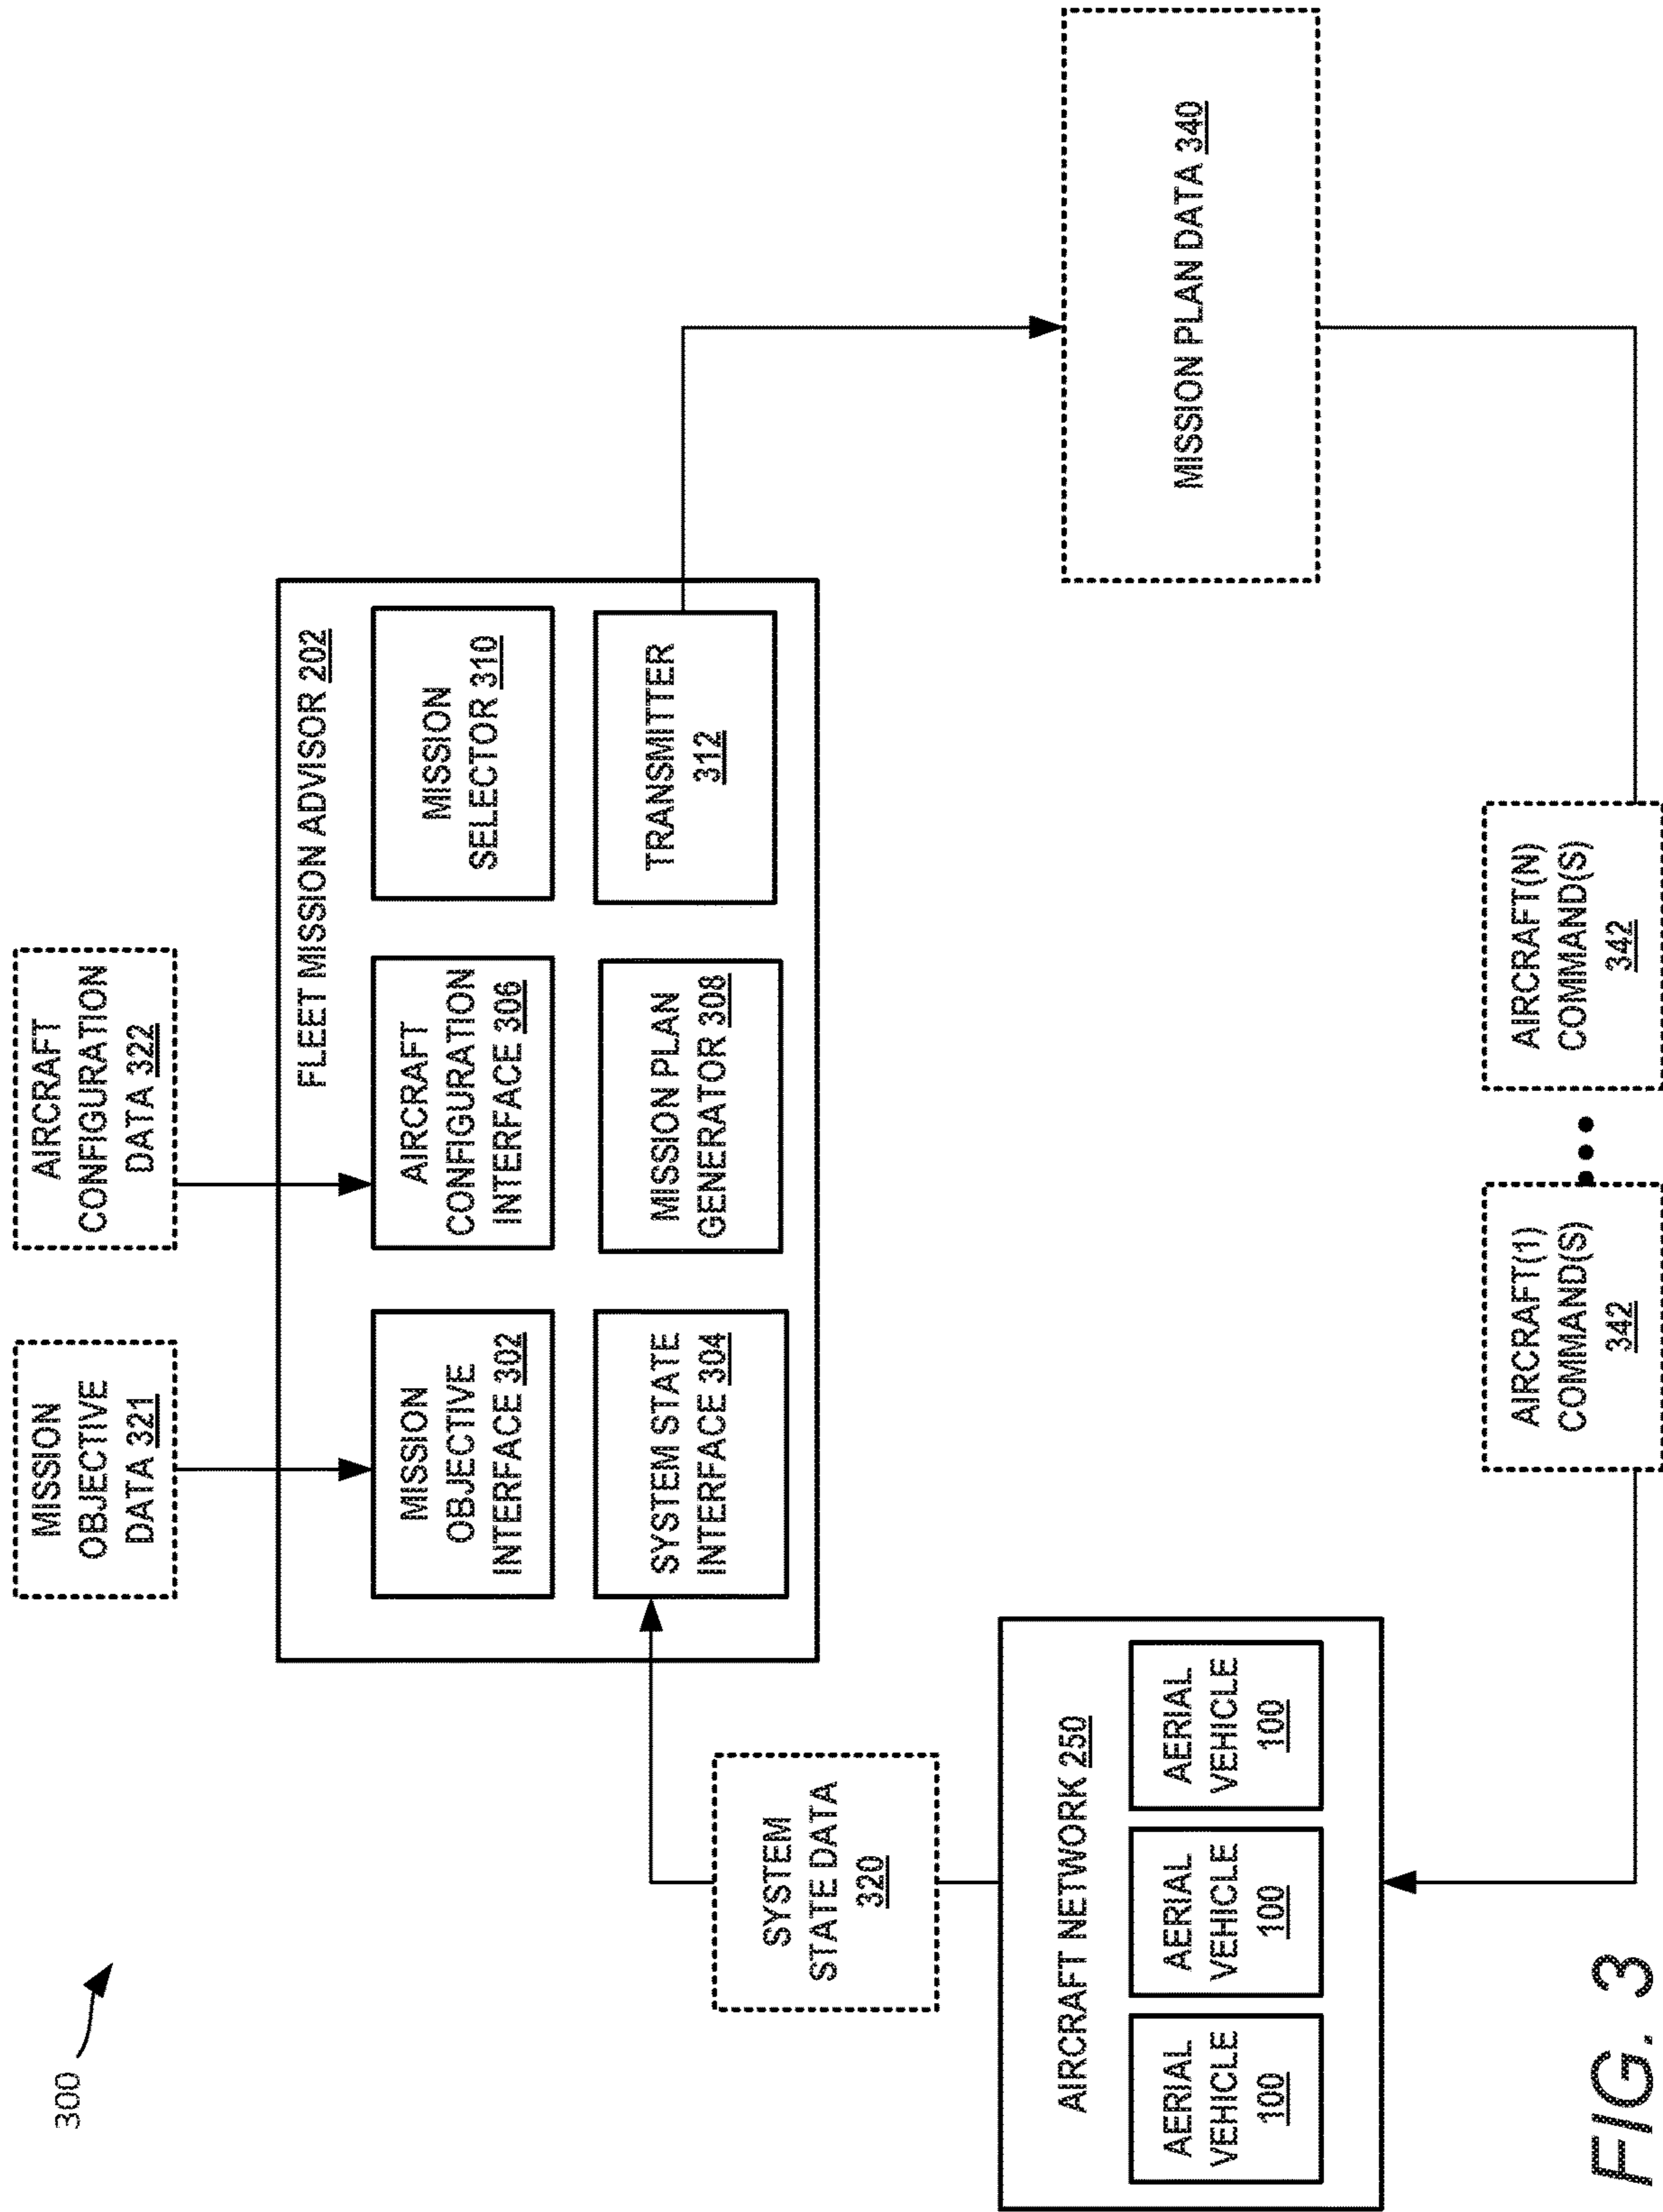 300
MISSION
OBJECTIVE
DATA 321
AIRCRAFT
CONFIGURATION
DATA 322
FLEET MISSION ADVISOR 202
MISSION
OBJECTIVE
INTERFACE 302
AIRCRAFT
CONFIGURATION
INTERFACE 306
MISSION
SELECTOR 310
SYSTEM STATE
INTERFACE 304
MISSION PLAN
GENERATOR 308
TRANSMITTER
312
SYSTEM
STATE DATA
320
AIRCRAFT NETWORK 250
AERIAL
VEHICLE
100
AERIAL
VEHICLE
100
AERIAL
VEHICLE
100
MISSION PLAN DATA 340
AIRCRAFT(1)
COMMAND(S)
342
AIRCRAFT(N)
COMMAND(S)
342
FIG. 3